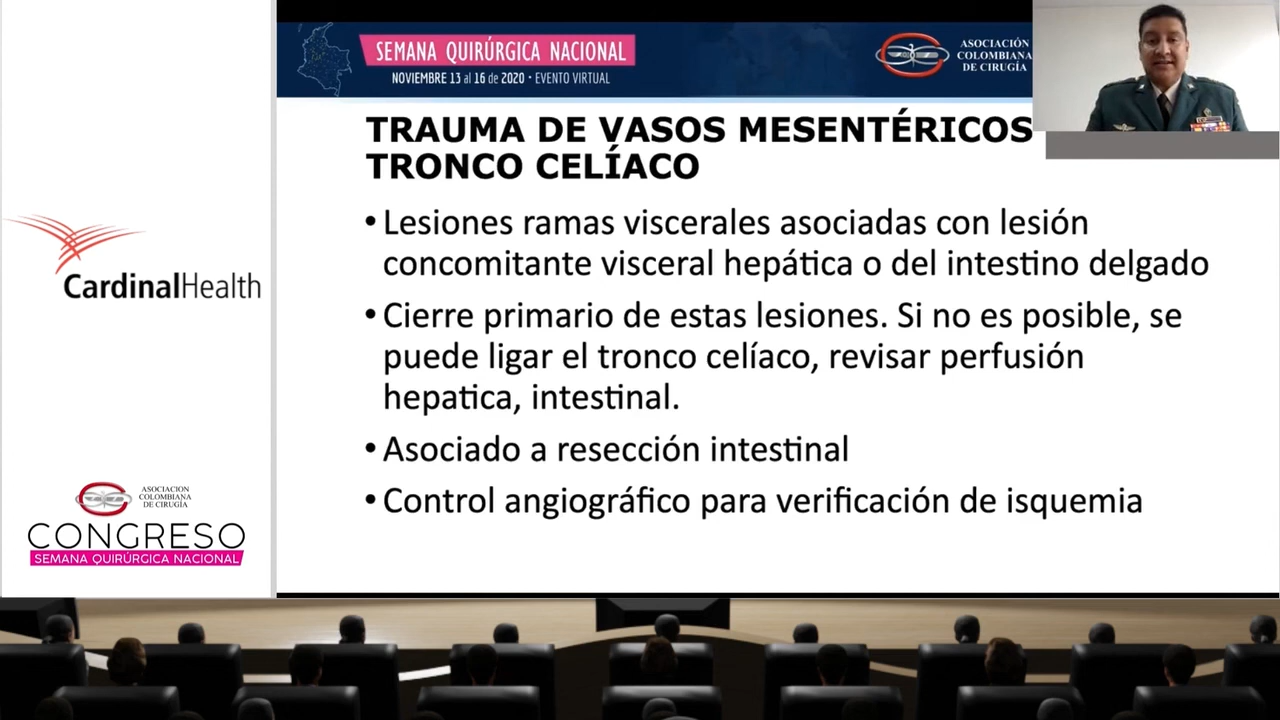 SEMANA QUIRÚRGICA NACIONAL
NOVIEMBRE 13 al 16 de 2020 • EVENTO VIRTUAL
ASOCIACIÓN
COLOMBIANA
DE CIRUGÍA
TRAUMA DE VASOS MESENTÉRICOS
TRONCO CELÍACO
• Lesiones ramas viscerales asociadas con lesión
concomitante visceral hepática o del intestino delgado
• Cierre primario de estas lesiones. Si no es posible, se
puede ligar el tronco celíaco, revisar perfusión
hepatica, intestinal.
• Asociado a resección intestinal
• Control angiográfico para verificación de isquemia
CardinalHealth
ASOCIACION
COLOMBIANA
DE CIRUGÍA
CONGRESO
SEMANA QUIRÚRGICA NACIONAL